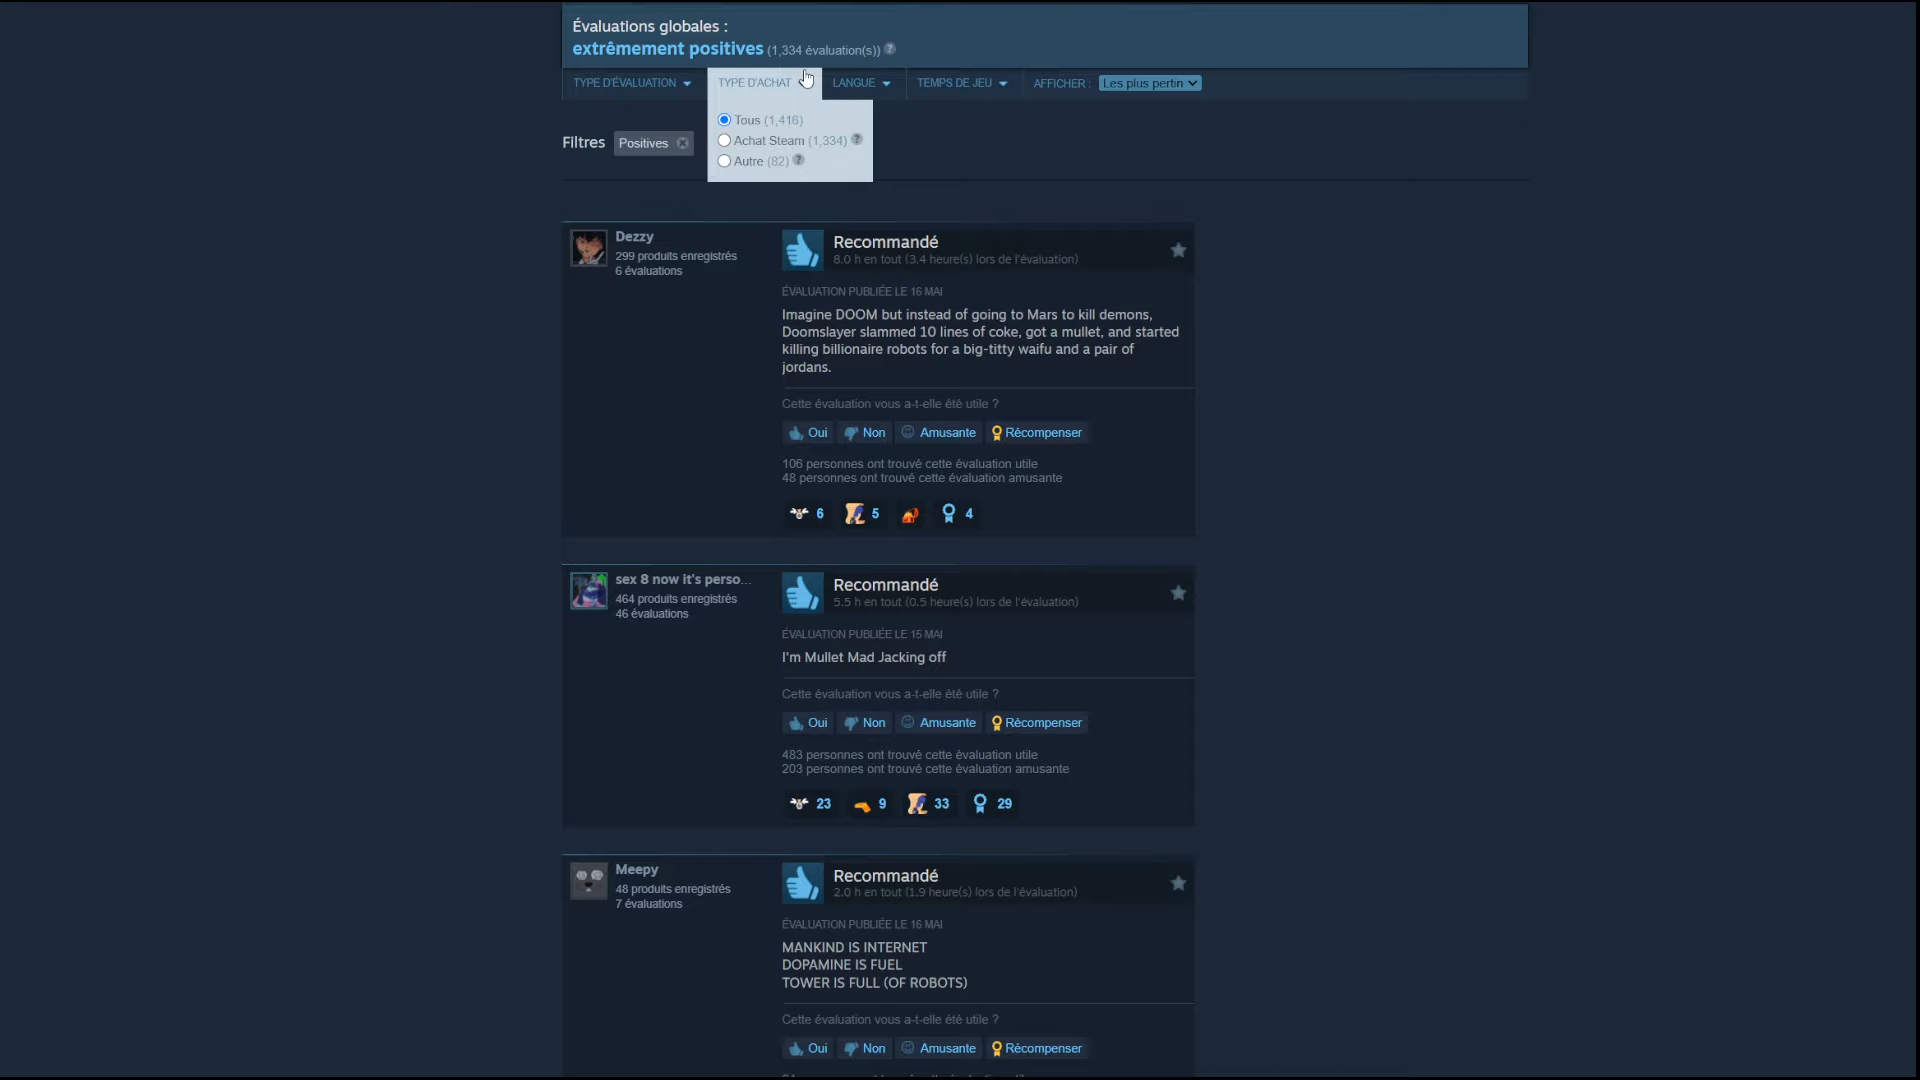 Évaluations globales :
extrêmement positives (1,334 évaluation(s))
TYPE D'ÉVALUATION TYPE D'ACHAT LANGUE TEMPS DE JEU AFFICHER : Les plus pertin
Tous (1,416)
Achat Steam (1,334)
Autre (82)
Filtres Positives
Dezzy
299 produits enregistrés
6 évaluations
Recommandé
8.0 h en tout (3.4 heure(s) lors de l'évaluation)
ÉVALUATION PUBLIÉE LE 16 MAI
Imagine DOOM but instead of going to Mars to kill demons,
Doomslayer slammed 10 lines of coke, got a mullet, and started
killing billionaire robots for a big-titty waifu and a pair of
jordans.
Cette évaluation vous a-t-elle été utile ?
Oui Non Amusante Récompenser
106 personnes ont trouvé cette évaluation utile
48 personnes ont trouvé cette évaluation amusante
6 5 4
sex 8 now it's perso...
464 produits enregistrés
46 évaluations
Recommandé
5.5 h en tout (0.5 heure(s) lors de l'évaluation)
ÉVALUATION PUBLIÉE LE 15 MAI
I'm Mullet Mad Jacking off
Cette évaluation vous a-t-elle été utile ?
Oui Non Amusante Récompenser
483 personnes ont trouvé cette évaluation utile
203 personnes ont trouvé cette évaluation amusante
23 9 33 29
Meepy
48 produits enregistrés
7 évaluations
Recommandé
2.0 h en tout (1.9 heure(s) lors de l'évaluation)
ÉVALUATION PUBLIÉE LE 16 MAI
MANKIND IS INTERNET
DOPAMINE IS FUEL
TOWER IS FULL (OF ROBOTS)
Cette évaluation vous a-t-elle été utile ?
Oui Non Amusante Récompenser